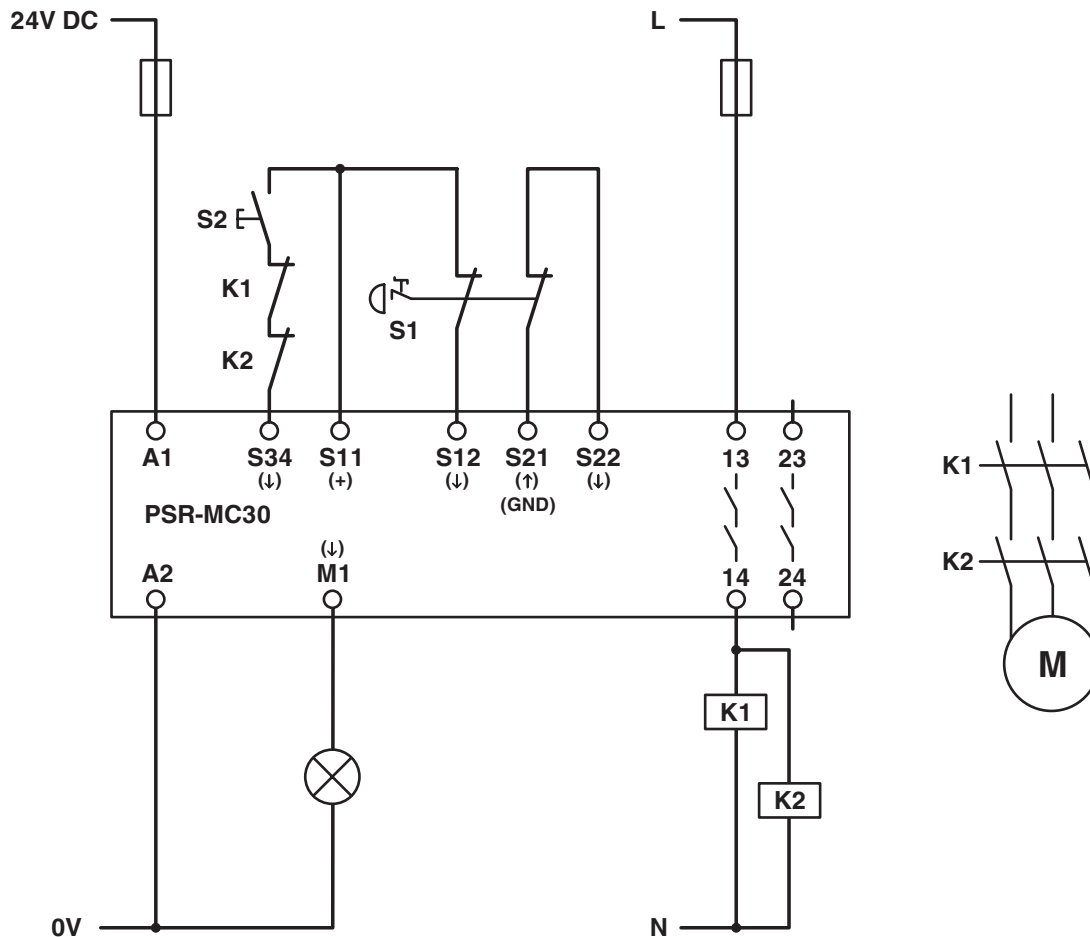 24V DC
L
S2
K1
S1
K2
A1 S34 S11 S12 S21 S22 13 23
(↓) (+) (↓) (↑) (↓)
(GND)
PSR-MC30
(↓)
A2 M1 14 24
K1
K2
M
K1
K2
0V N